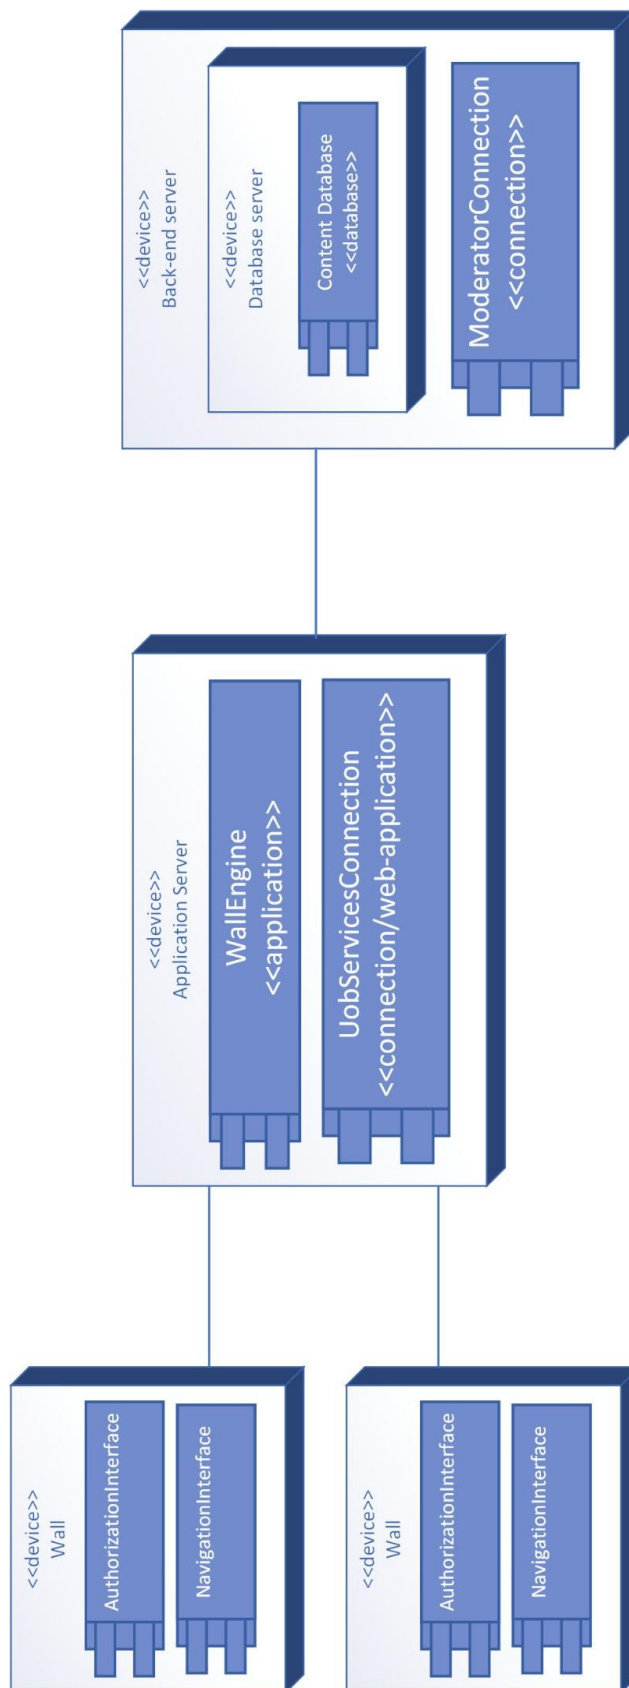 <<device>>
Wall
AuthorizationInterface
NavigationInterface
<<device>>
Wall
AuthorizationInterface
NavigationInterface
<<device>>
Application Server
WallEngine
<<application>>
UobServicesConnection
<<connection/web-application>>
<<device>>
Back-end server
<<device>>
Database server
Content Database
<<database>>
ModeratorConnection
<<connection>>